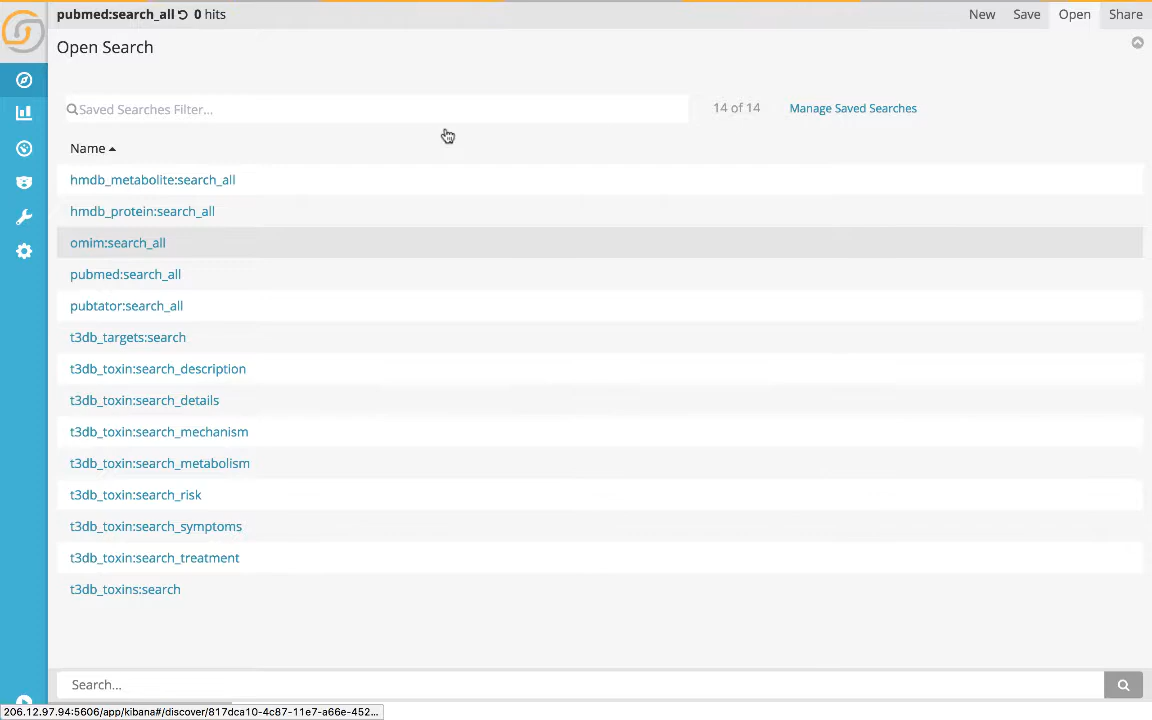 pubmed:search_all 0 hits
New Save Open Share
Open Search
Saved Searches Filter...
14 of 14
Manage Saved Searches
Name
hmdb_metabolite:search_all
hmdb_protein:search_all
omim:search_all
pubmed:search_all
pubtator:search_all
t3db_targets:search
t3db_toxin:search_description
t3db_toxin:search_details
t3db_toxin:search_mechanism
t3db_toxin:search_metabolism
t3db_toxin:search_risk
t3db_toxin:search_symptoms
t3db_toxin:search_treatment
t3db_toxins:search
Search...
206.12.97.94:5606/app/kibana#/discover/817dca10-4c87-11e7-a66e-452...